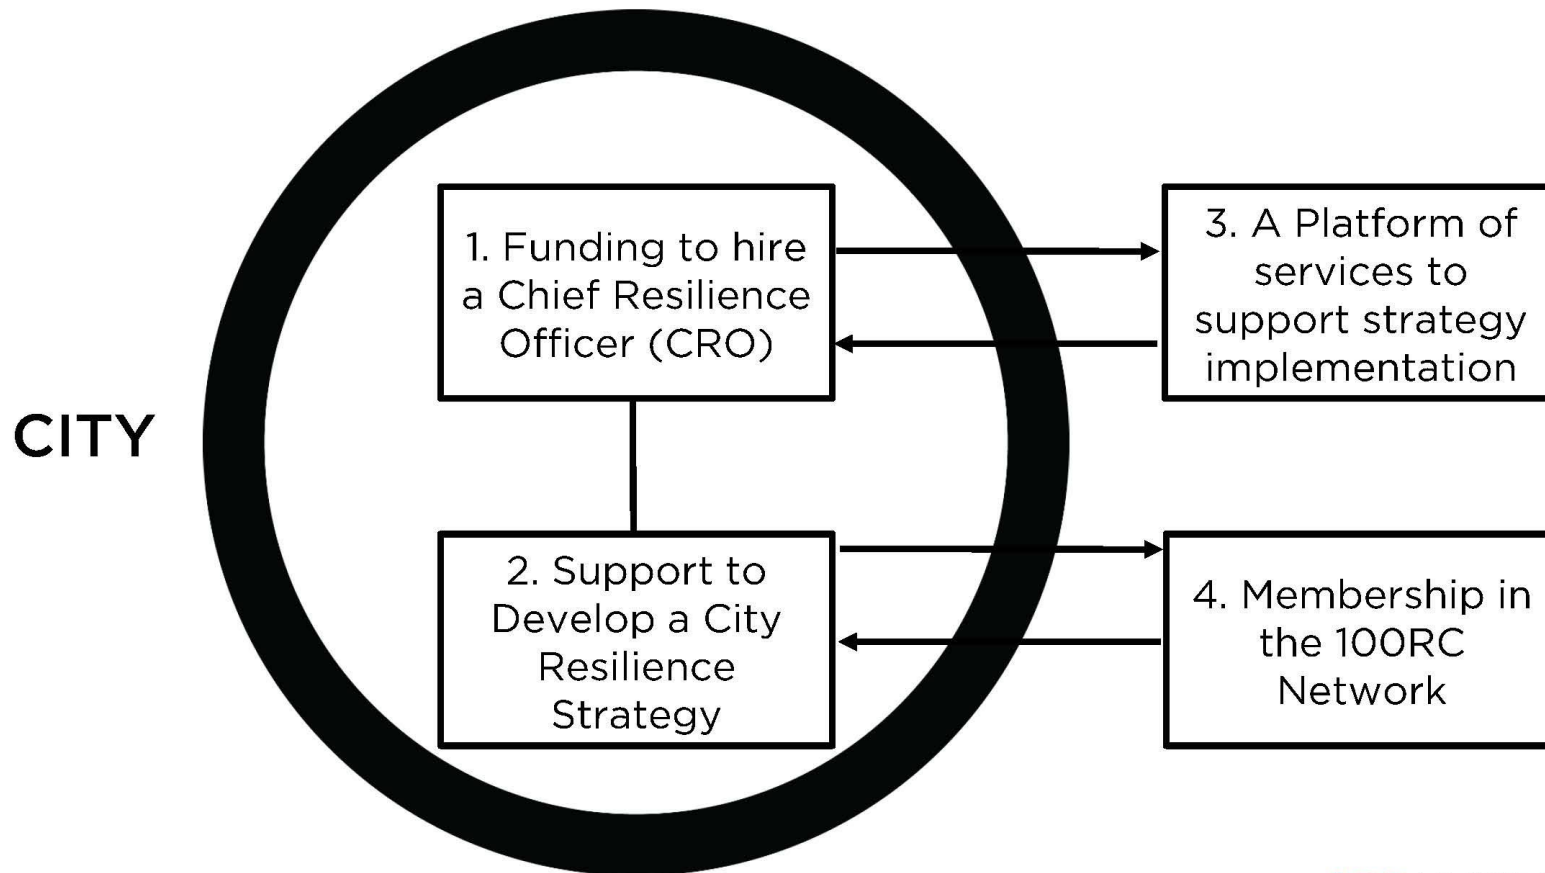 CITY
1. Funding to hire
a Chief Resilience
Officer (CRO)
2. Support to
Develop a City
Resilience
Strategy
3. A Platform of
services to
support strategy
implementation
4. Membership in
the 100RC
Network